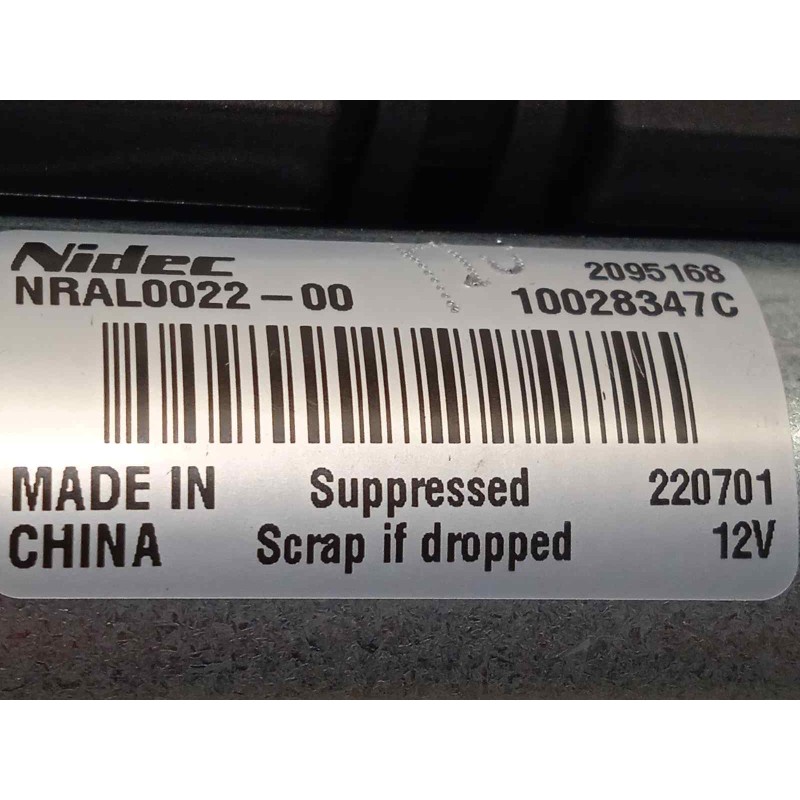 Nidec
2095168
NRAL0022-00
10028347C
MADE IN Suppressed 220701
CHINA Scrap if dropped 12V